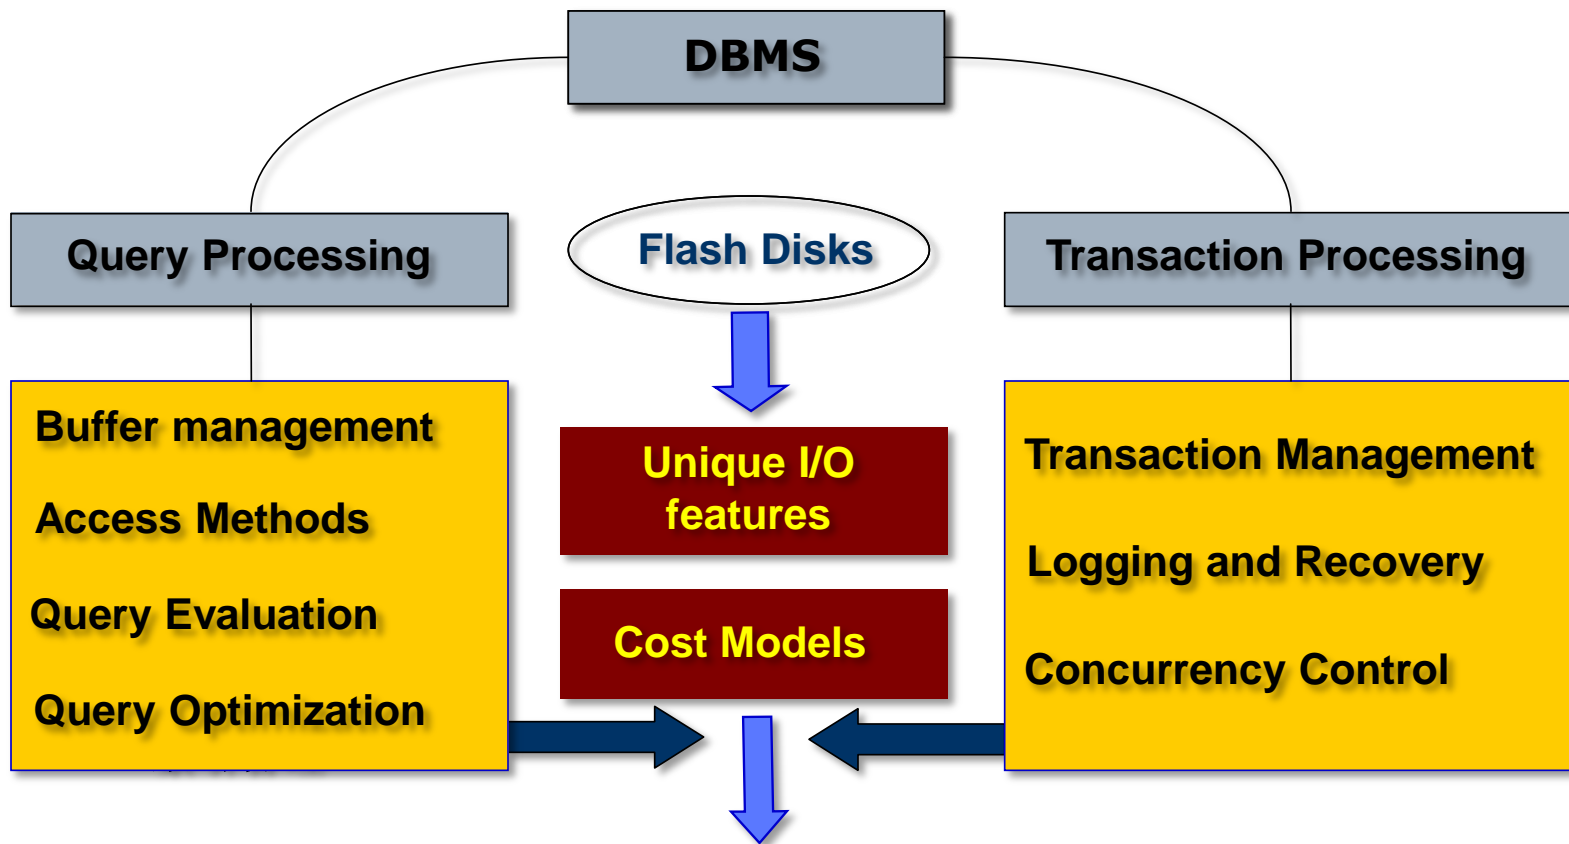 DBMS
Query Processing
Flash Disks
Transaction Processing
Buffer management
Access Methods
Query Evaluation
Query Optimization
Unique I/O
features
Cost Models
Transaction Management
Logging and Recovery
Concurrency Control